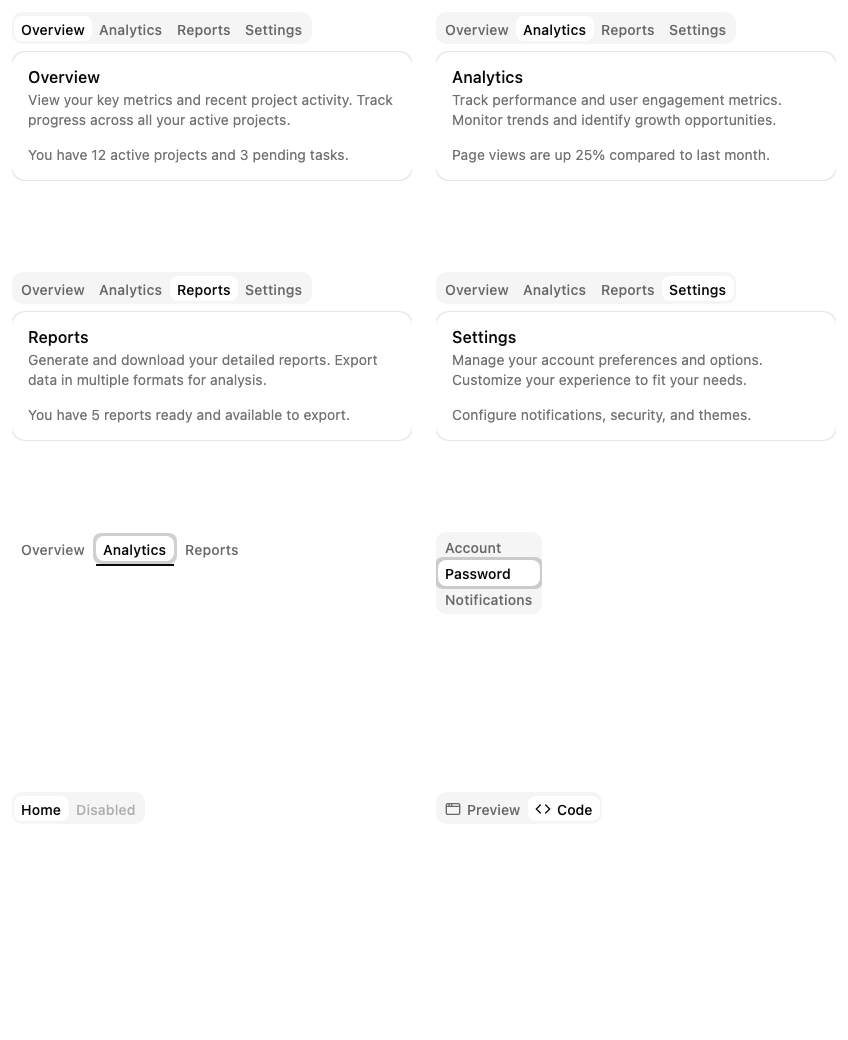 Overview Analytics Reports Settings
Overview
View your key metrics and recent project activity. Track
progress across all your active projects.
You have 12 active projects and 3 pending tasks.
Overview Analytics Reports Settings
Analytics
Track performance and user engagement metrics.
Monitor trends and identify growth opportunities.
Page views are up 25% compared to last month.
Overview Analytics Reports Settings
Reports
Generate and download your detailed reports. Export
data in multiple formats for analysis.
You have 5 reports ready and available to export.
Overview Analytics Reports Settings
Settings
Manage your account preferences and options.
Customize your experience to fit your needs.
Configure notifications, security, and themes.
Overview Analytics Reports
Account
Password
Notifications
Home Disabled
Preview Code